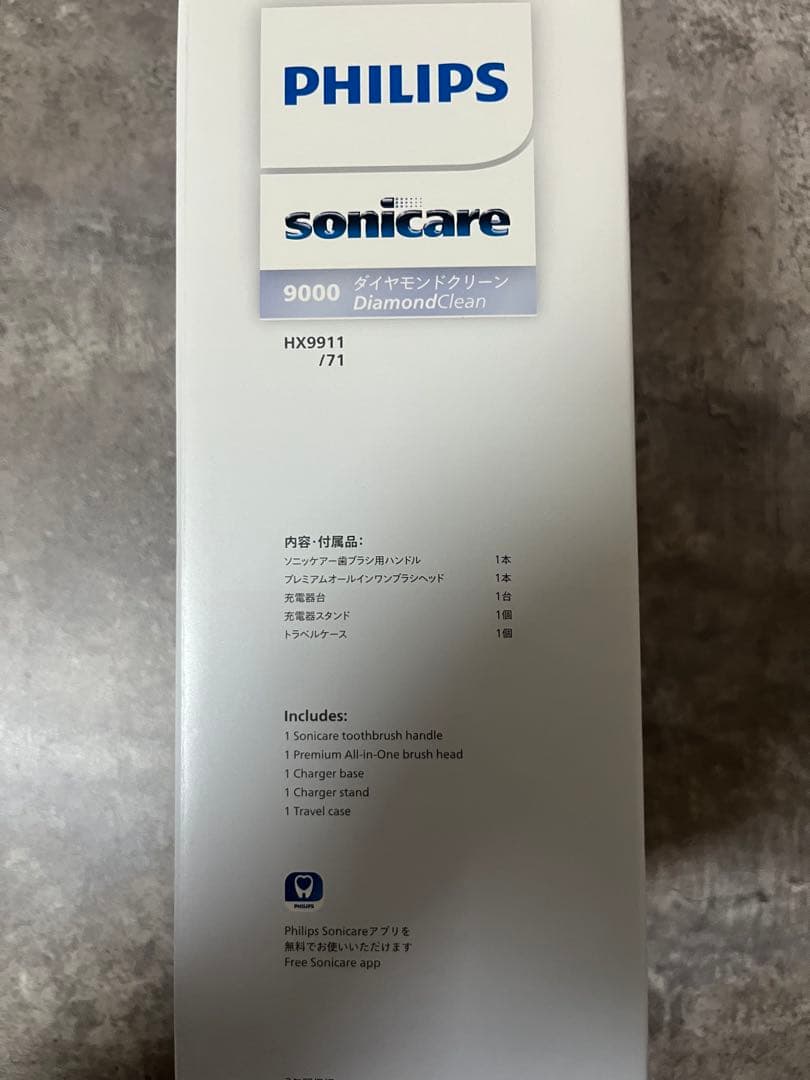 PHILIPS
sonicare
9000 ダイヤモンドクリーン
DiamondClean
HX9911
/71
内容・付属品：
ソニッケアー歯ブラシ用ハンドル 1本
プレミアムオールインワンブラシヘッド 1本
充電器台 1台
充電器スタンド 1個
トラベルケース 1個
Includes:
1 Sonicare toothbrush handle
1 Premium All-in-One brush head
1 Charger base
1 Charger stand
1 Travel case
PHILIPS
Philips Sonicareアプリを
無料でお使いいただけます
Free Sonicare app